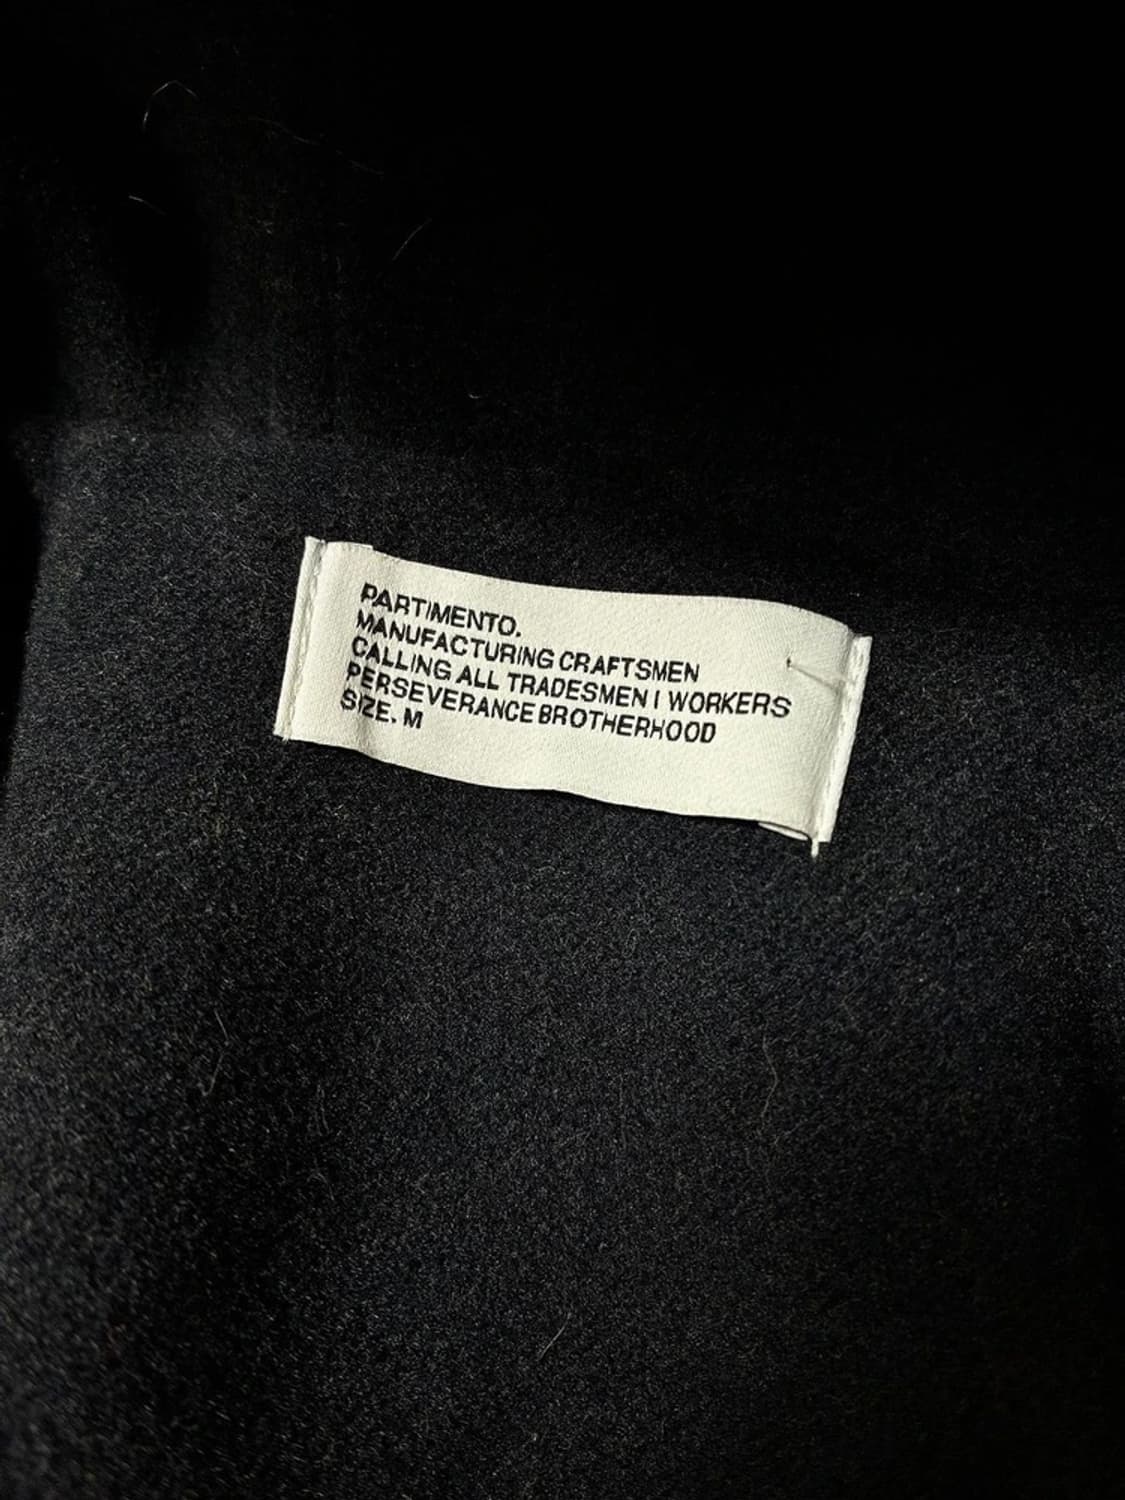 PARTIMENTO.
MANUFACTURING CRAFTSMEN
CALLING ALL TRADESMEN I WORKERS
PERSEVERANCE BROTHERHOOD
SIZE. M